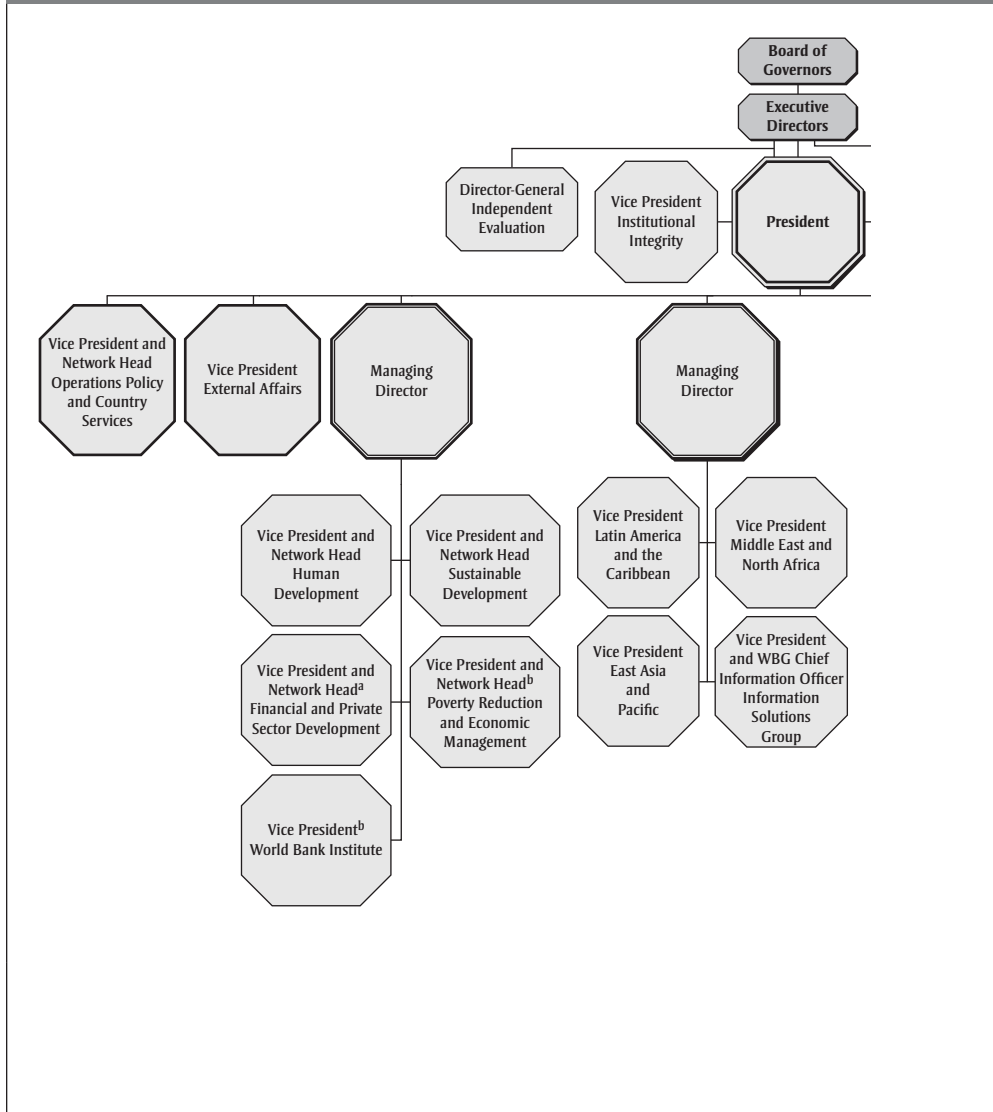 Board of
Governors
Executive
Directors
Director-General
Independent
Evaluation
Vice President
Institutional
Integrity
President
Vice President and
Network Head
Operations Policy
and Country
Services
Vice President
External Affairs
Managing
Director
Managing
Director
Vice President and
Network Head
Human
Development
Vice President and
Network Head
Sustainable
Development
Vice President
Latin America
and the
Caribbean
Vice President
Middle East and
North Africa
Vice President and
Network Headᵃ
Financial and Private
Sector Development
Vice President and
Network Headᵇ
Poverty Reduction
and Economic
Management
Vice President
East Asia
and
Pacific
Vice President
and WBG Chief
Information Officer
Information
Solutions
Group
Vice Presidentᵇ
World Bank Institute